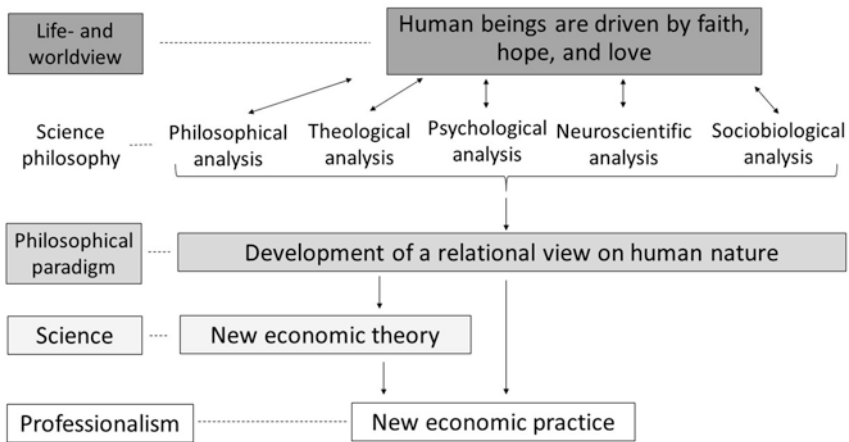 Life- and
worldview
Human beings are driven by faith,
hope, and love
Science
philosophy
Philosophical
analysis
Theological
analysis
Psychological
analysis
Neuroscientific
analysis
Sociobiological
analysis
Philosophical
paradigm
Development of a relational view on human nature
Science
New economic theory
Professionalism
New economic practice